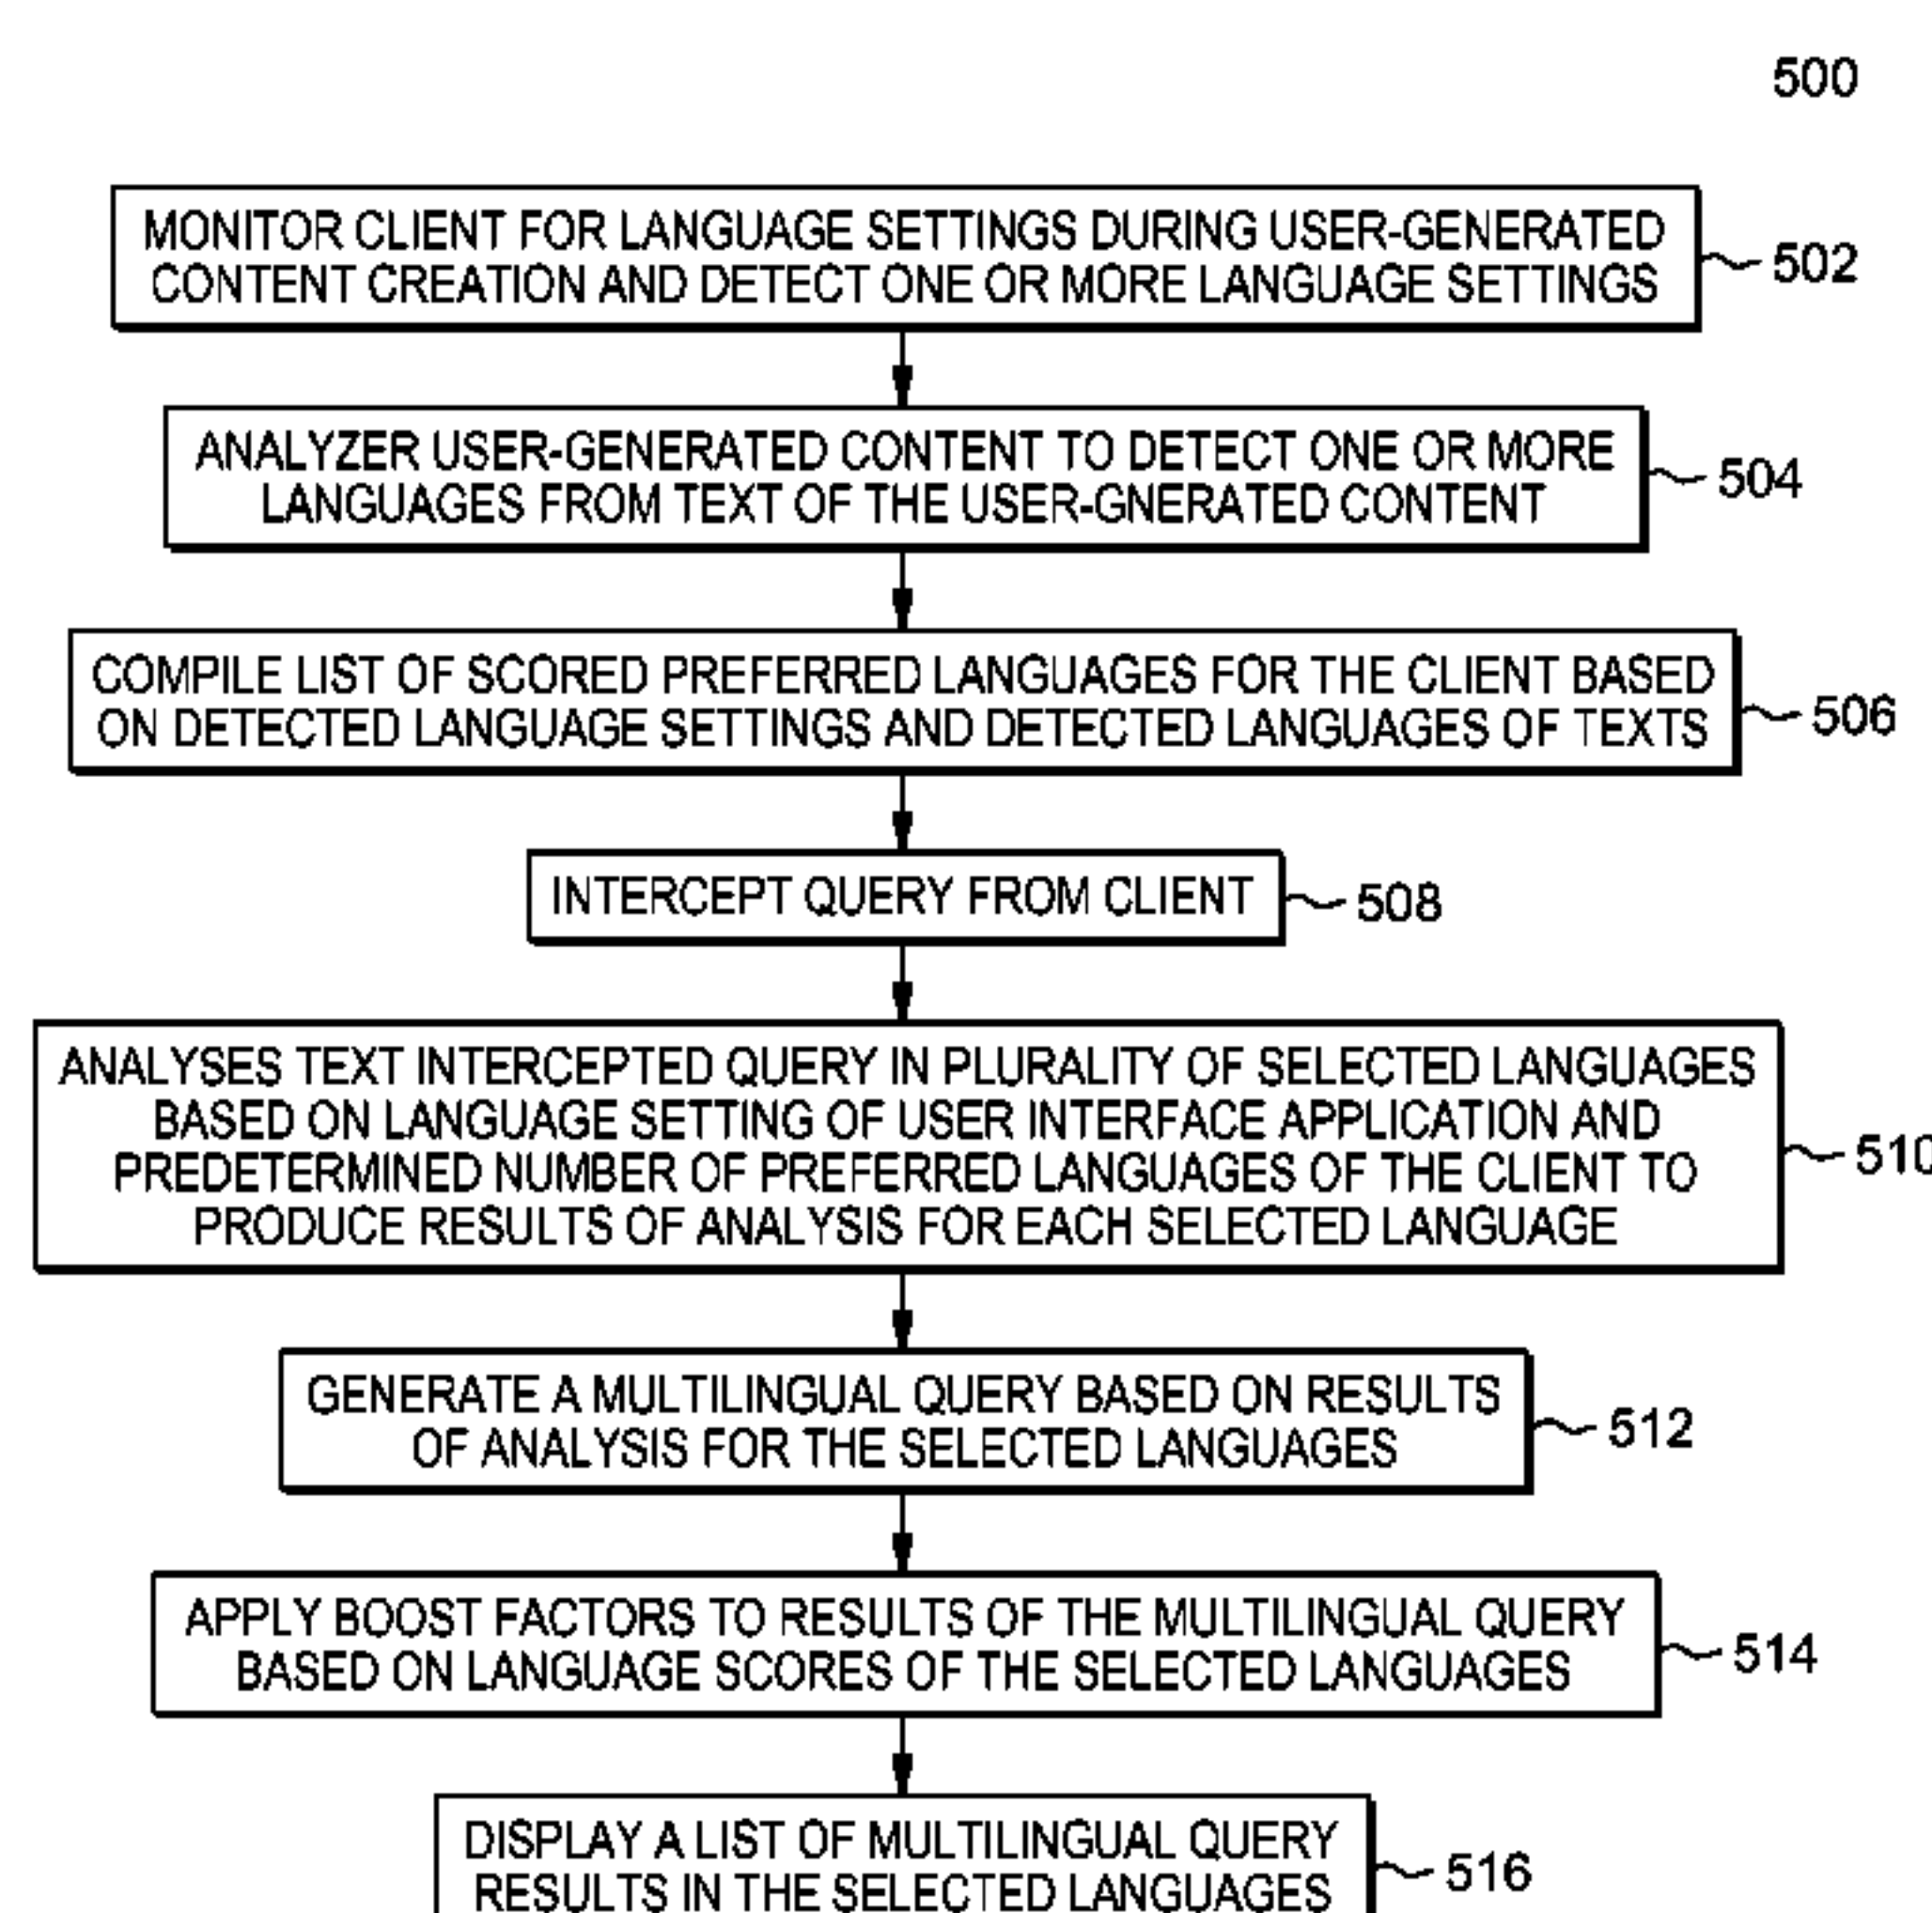 500
MONITOR CLIENT FOR LANGUAGE SETTINGS DURING USER-GENERATED
CONTENT CREATION AND DETECT ONE OR MORE LANGUAGE SETTINGS
502
ANALYZER USER-GENERATED CONTENT TO DETECT ONE OR MORE
LANGUAGES FROM TEXT OF THE USER-GNERATED CONTENT
504
COMPILE LIST OF SCORED PREFERRED LANGUAGES FOR THE CLIENT BASED
ON DETECTED LANGUAGE SETTINGS AND DETECTED LANGUAGES OF TEXTS
506
INTERCEPT QUERY FROM CLIENT
508
ANALYSES TEXT INTERCEPTED QUERY IN PLURALITY OF SELECTED LANGUAGES
BASED ON LANGUAGE SETTING OF USER INTERFACE APPLICATION AND
PREDETERMINED NUMBER OF PREFERRED LANGUAGES OF THE CLIENT TO
PRODUCE RESULTS OF ANALYSIS FOR EACH SELECTED LANGUAGE
510
GENERATE A MULTILINGUAL QUERY BASED ON RESULTS
OF ANALYSIS FOR THE SELECTED LANGUAGES
512
APPLY BOOST FACTORS TO RESULTS OF THE MULTILINGUAL QUERY
BASED ON LANGUAGE SCORES OF THE SELECTED LANGUAGES
514
DISPLAY A LIST OF MULTILINGUAL QUERY
RESULTS IN THE SELECTED LANGUAGES
516